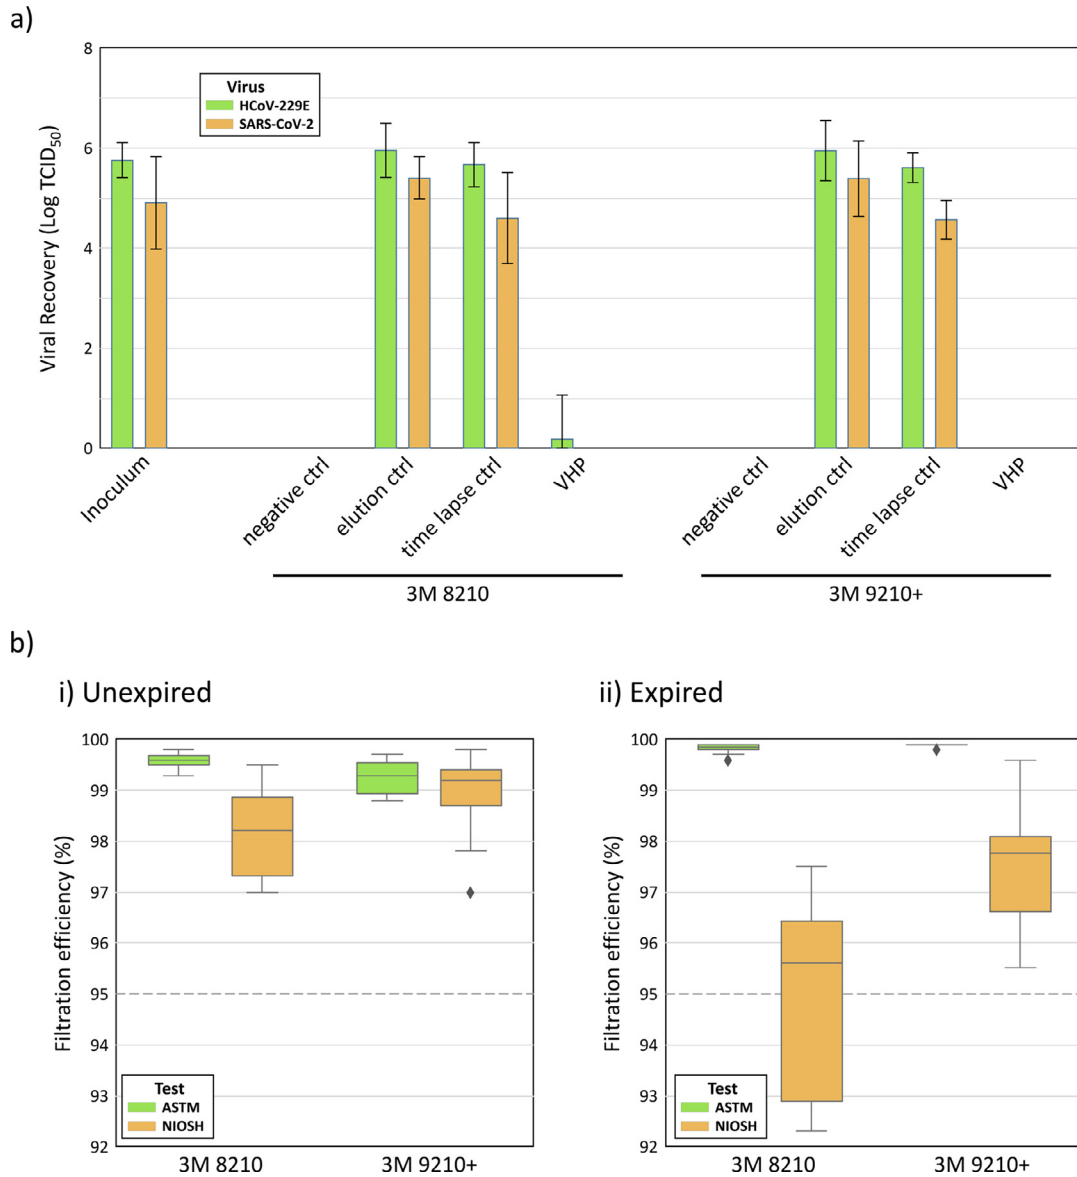 a)
8
6
4
2
0
Viral Recovery (Log TCID50)
Virus
HCoV-229E
SARS-CoV-2
Inoculum
negative ctrl
elution ctrl
time lapse ctrl
VHP
negative ctrl
elution ctrl
time lapse ctrl
VHP
3M 8210
3M 9210+
b)
i) Unexpired
100
99
98
97
96
95
94
93
92
Filtration efficiency (%)
Test
ASTM
NIOSH
3M 8210
3M 9210+
ii) Expired
100
99
98
97
96
95
94
93
92
Filtration efficiency (%)
Test
ASTM
NIOSH
3M 8210
3M 9210+